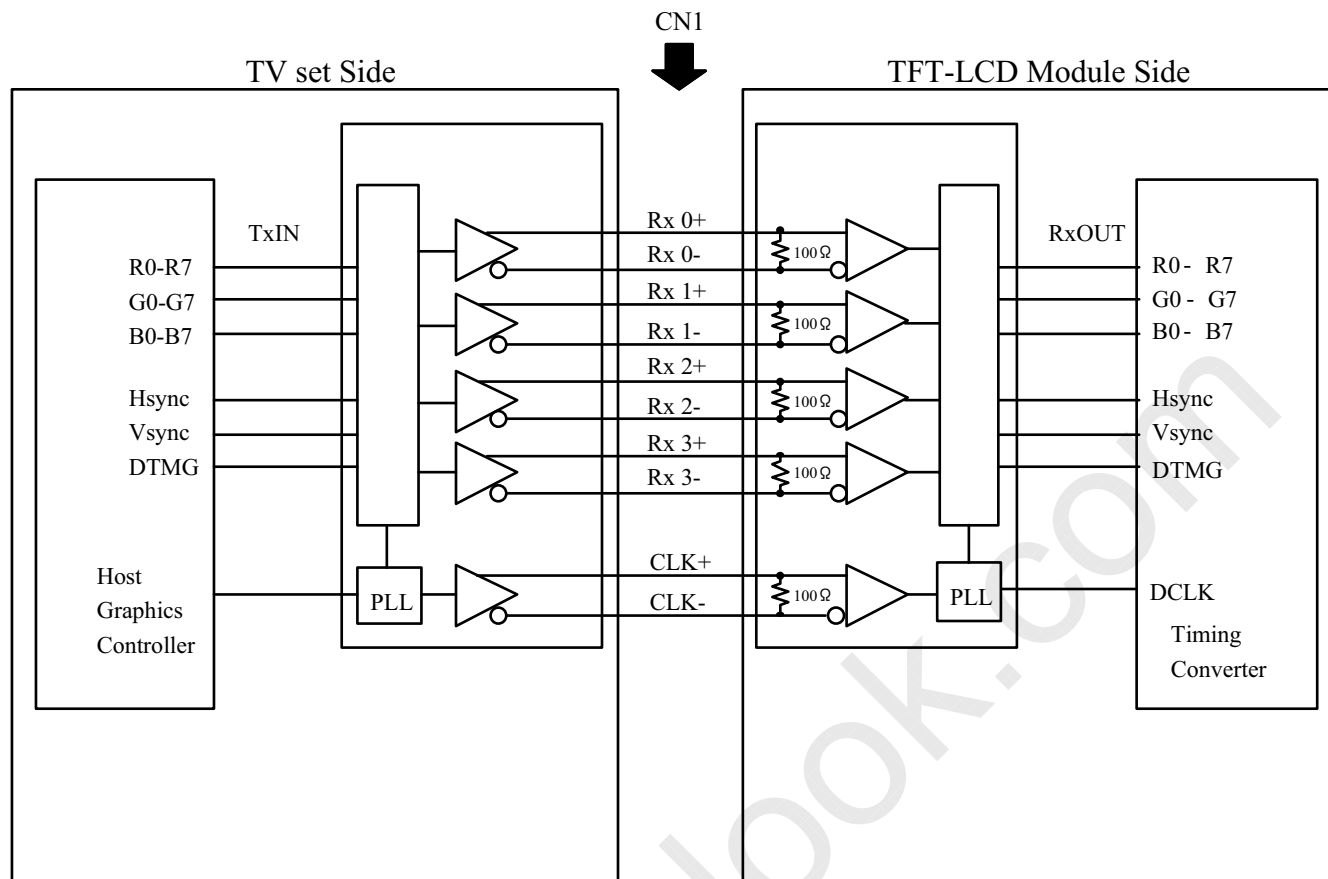 CN1
TV set Side
TFT-LCD Module Side
TxIN
R0-R7
G0-G7
B0-B7
Hsync
Vsync
DTMG
Host
Graphics
Controller
PLL
Rx 0+
Rx 0-
Rx 1+
Rx 1-
Rx 2+
Rx 2-
Rx 3+
Rx 3-
CLK+
CLK-
100Ω
100Ω
100Ω
100Ω
100Ω
PLL
RxOUT
R0- R7
G0- G7
B0- B7
Hsync
Vsync
DTMG
DCLK
Timing
Converter
look.com